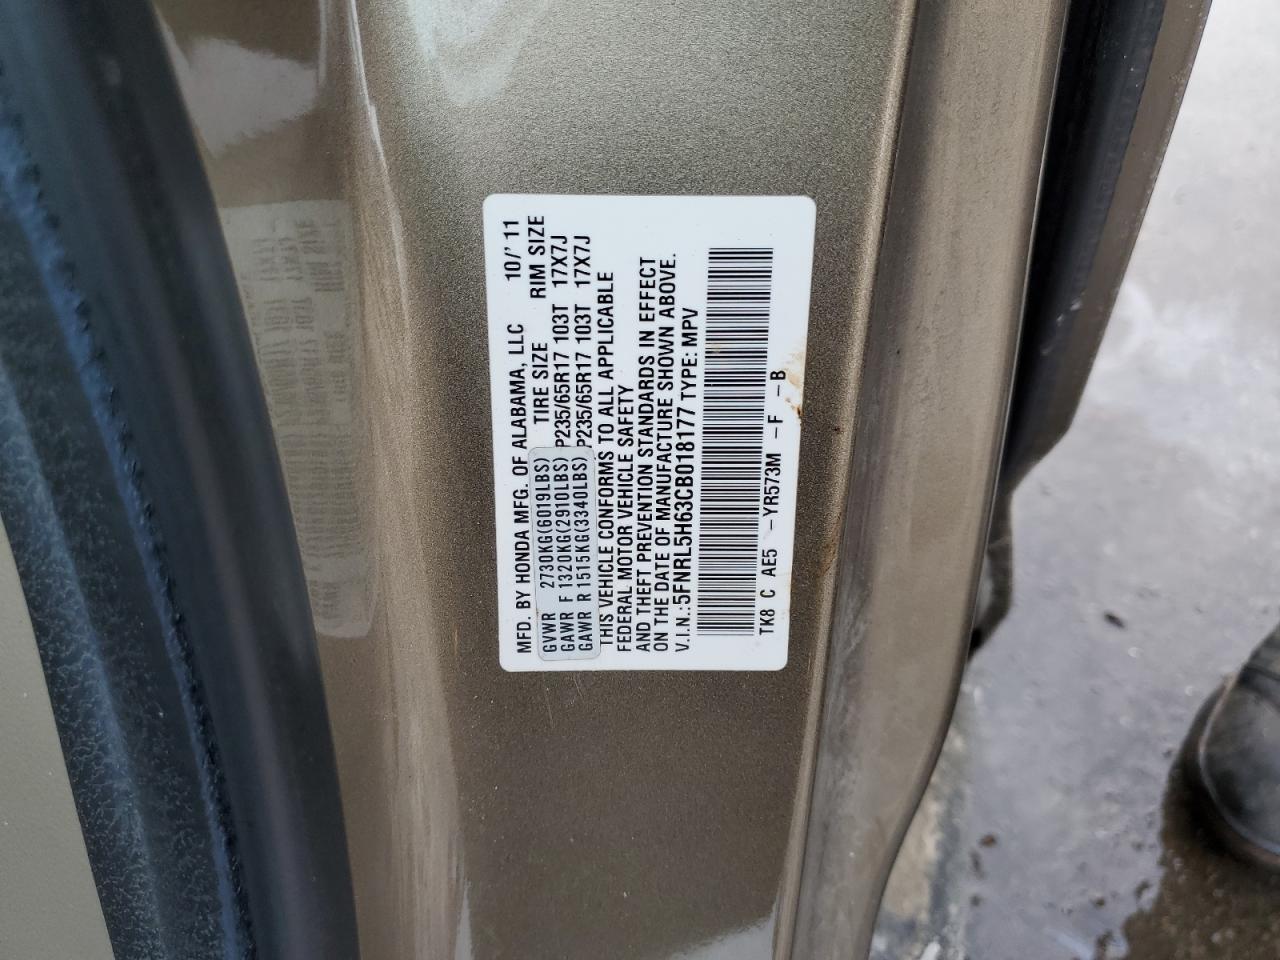 MFD. BY HONDA MFG. OF ALABAMA, LLC 10/' 11
TIRE SIZE RIM SIZE
GVWR 2730KG(6019LBS)
GAWR F 1320KG(2910LBS) P235/65R17 103T 17X7J
GAWR R 1515KG(3340LBS) P235/65R17 103T 17X7J
THIS VEHICLE CONFORMS TO ALL APPLICABLE
FEDERAL MOTOR VEHICLE SAFETY
AND THEFT PREVENTION STANDARDS IN EFFECT
ON THE DATE OF MANUFACTURE SHOWN ABOVE.
V.I.N.:5FNRL5H63CB018177 TYPE: MPV
TK8 C AE5 -YR573M -F -B